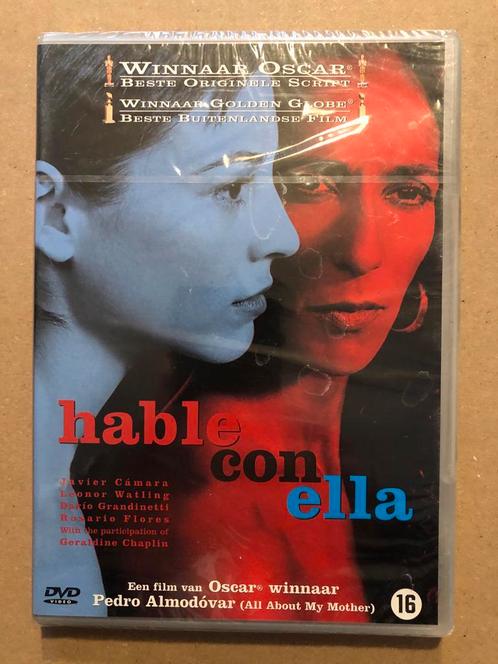 WINNAAR OSCAR®
BESTE ORIGINELE SCRIPT
WINNAAR GOLDEN GLOBE®
BESTE BUITENLANDSE FILM
hable
con
ella
Javier Cámara
Leonor Watling
Darío Grandinetti
Rosario Flores
With the participation of
Geraldine Chaplin
Een film van Oscar® winnaar
Pedro Almodóvar (All About My Mother)
DVD
VIDEO
16